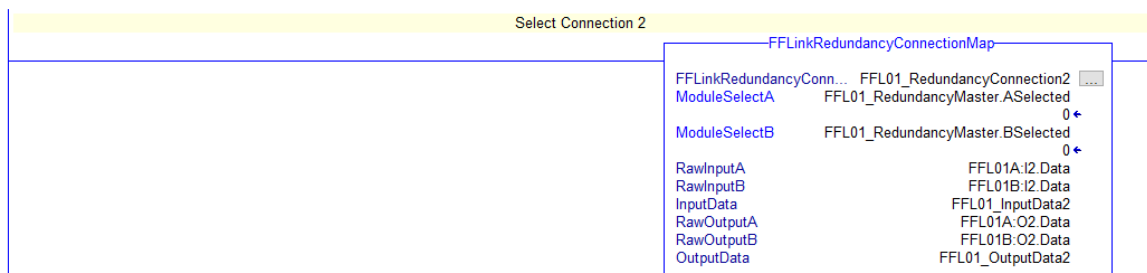 Select Connection 2
FFLinkRedundancyConnectionMap
FFLinkRedundancyConn... FFL01_RedundancyConnection2 ...
ModuleSelectA FFL01_RedundancyMaster.ASelected
0
ModuleSelectB FFL01_RedundancyMaster.BSelected
0
RawInputA FFL01A:I2.Data
RawInputB FFL01B:I2.Data
InputData FFL01_InputData2
RawOutputA FFL01A:O2.Data
RawOutputB FFL01B:O2.Data
OutputData FFL01_OutputData2